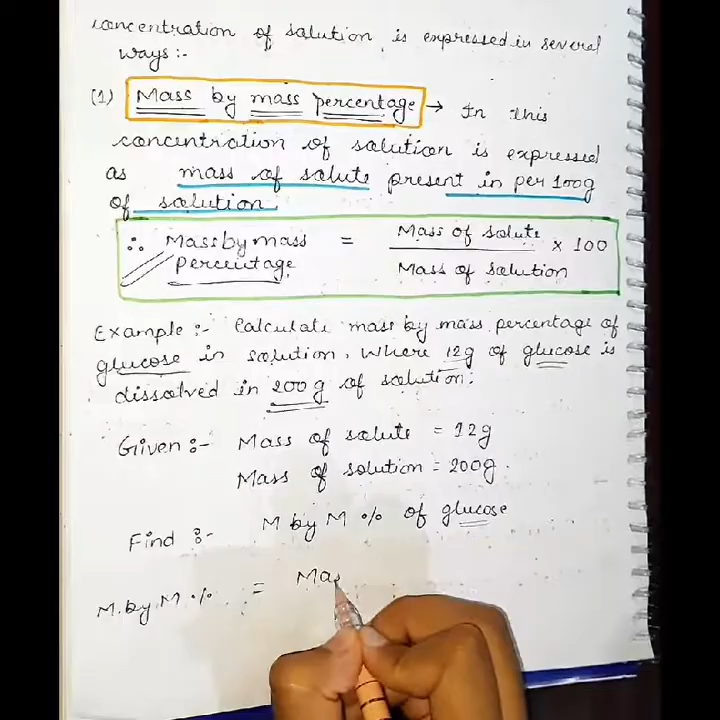 concentration of solution is expressed in several
ways :-
(1) Mass by mass percentage → In this
concentration of solution is expressed
as mass of solute present in per 100g
of solution
∴ Mass by mass percentage = Mass of solute / Mass of solution × 100
Example :- Calculate mass by mass percentage of
glucose in solution. Where 12g of glucose is
dissolved in 200g of solution.
Given :- Mass of solute = 12g
Mass of solution = 200g.
Find :- M by M % of glucose
M. by M % = Mas